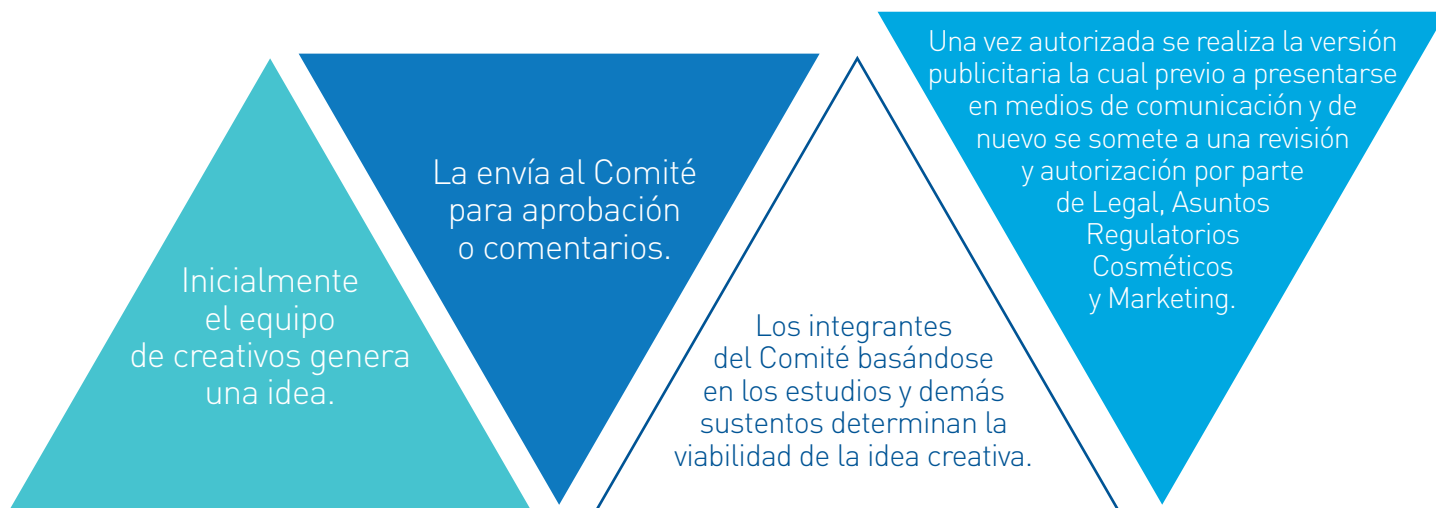 Inicialmente
el equipo
de creativos genera
una idea.
La envía al Comité
para aprobación
o comentarios.
Los integrantes
del Comité basándose
en los estudios y demás
sustentos determinan la
viabilidad de la idea creativa.
Una vez autorizada se realiza la versión
publicitaria la cual previo a presentarse
en medios de comunicación y de
nuevo se somete a una revisión
y autorización por parte
de Legal, Asuntos
Regulatorios
Cosméticos
y Marketing.